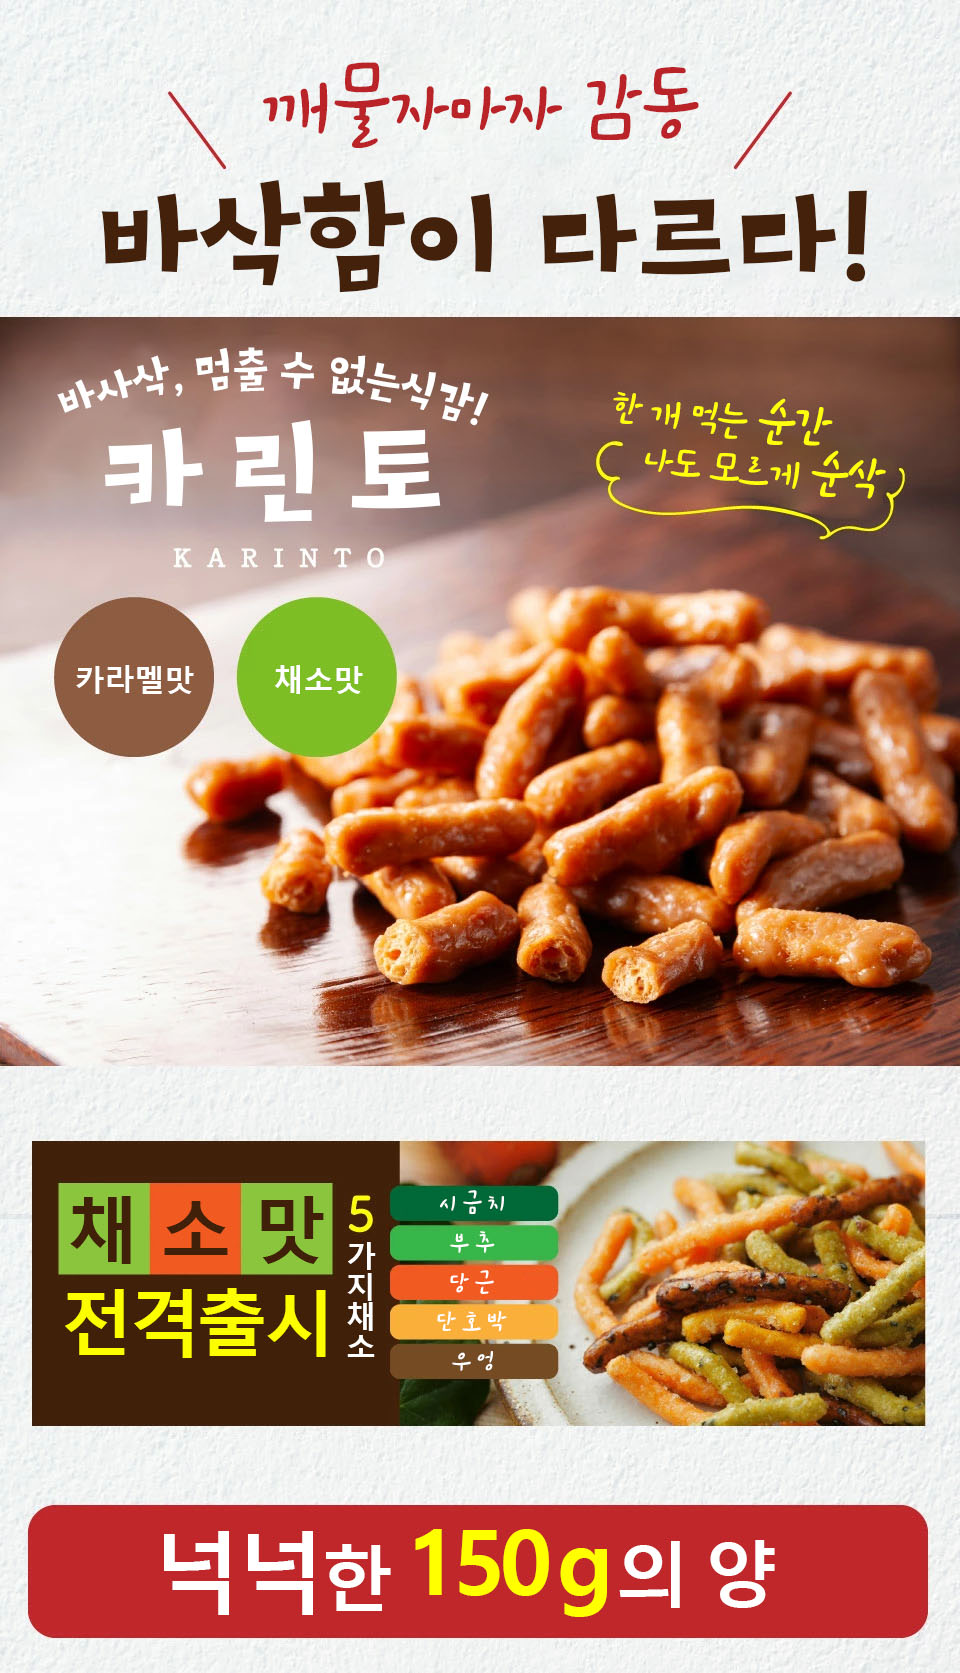 깨물자마자 감동
바삭함이 다르다!
바사삭, 멈출 수 없는식감!
카린토
KARINTO
한 개 먹는 순간
나도 모르게 순삭
카라멜맛
채소맛
채소맛
전격출시
5가지채소
시금치
부추
당근
단호박
우엉
넉넉한 150g의 양